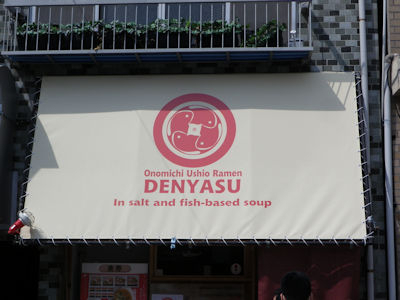 Onomichi Ushio Ramen
DENYASU
In salt and fish-based soup